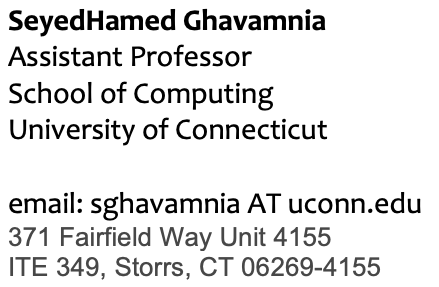 SeyedHamed Ghavamnia
Assistant Professor
School of Computing
University of Connecticut
email: sghavamnia AT uconn.edu
371 Fairfield Way Unit 4155
ITE 349, Storrs, CT 06269-4155